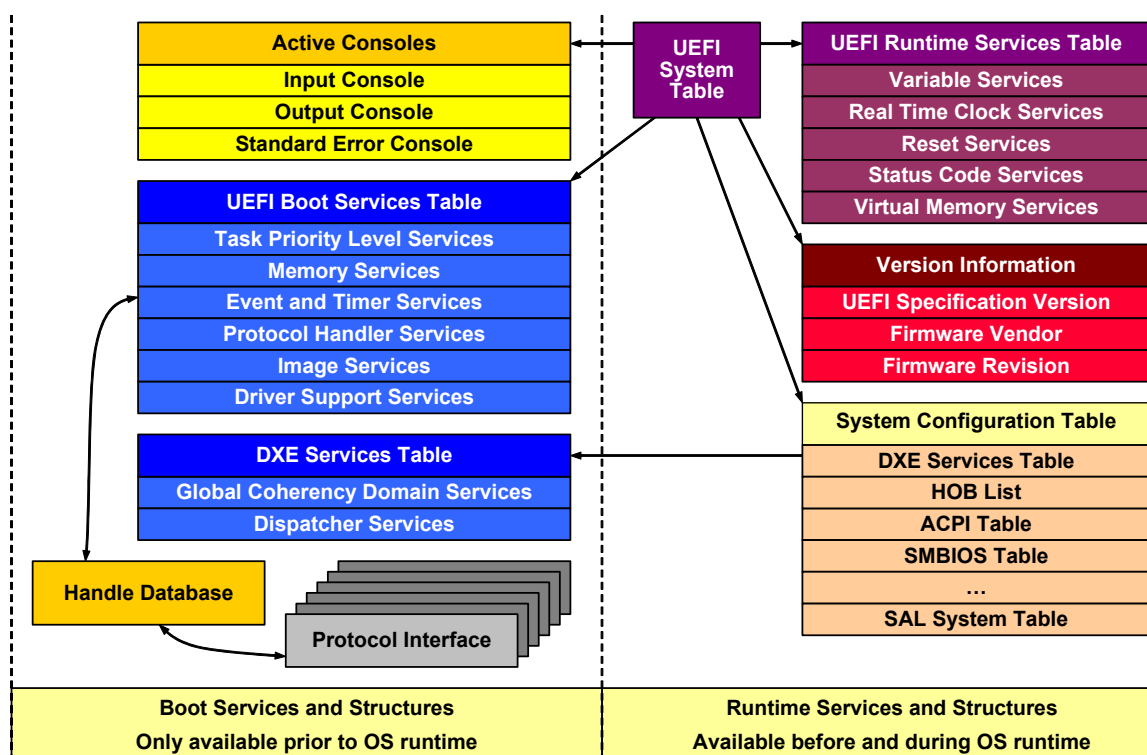 Active Consoles
Input Console
Output Console
Standard Error Console
UEFI
System
Table
UEFI Runtime Services Table
Variable Services
Real Time Clock Services
Reset Services
Status Code Services
Virtual Memory Services
UEFI Boot Services Table
Task Priority Level Services
Memory Services
Event and Timer Services
Protocol Handler Services
Image Services
Driver Support Services
Version Information
UEFI Specification Version
Firmware Vendor
Firmware Revision
DXE Services Table
Global Coherency Domain Services
Dispatcher Services
System Configuration Table
DXE Services Table
HOB List
ACPI Table
SMBIOS Table
…
SAL System Table
Handle Database
Protocol Interface
Boot Services and Structures
Only available prior to OS runtime
Runtime Services and Structures
Available before and during OS runtime